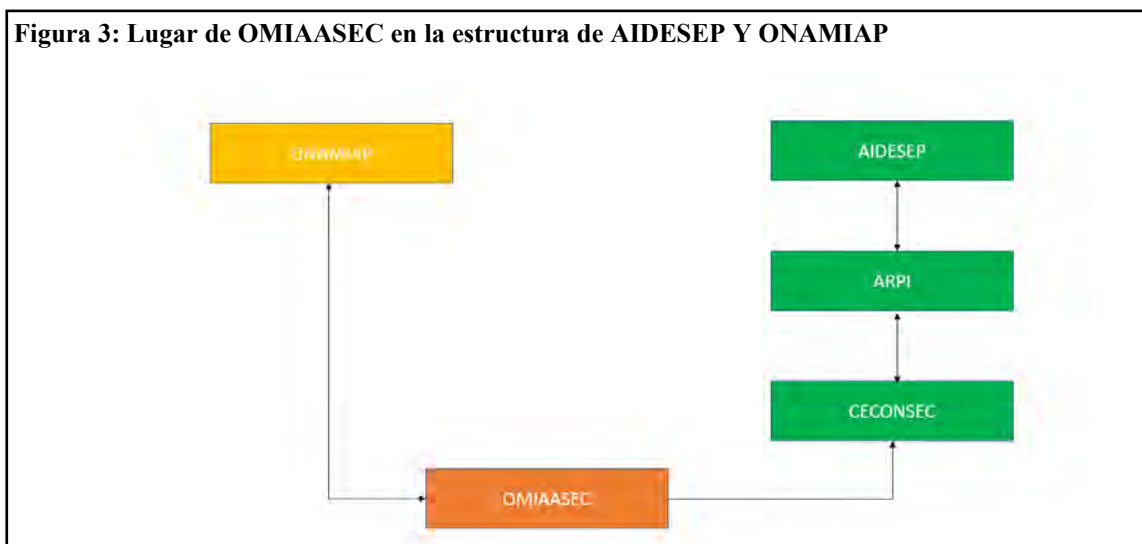 Figura 3: Lugar de OMIAASEC en la estructura de AIDESEP Y ONAMIAP
ONAMIAP
AIDESEP
ARPI
CECONSEC
OMIAASEC